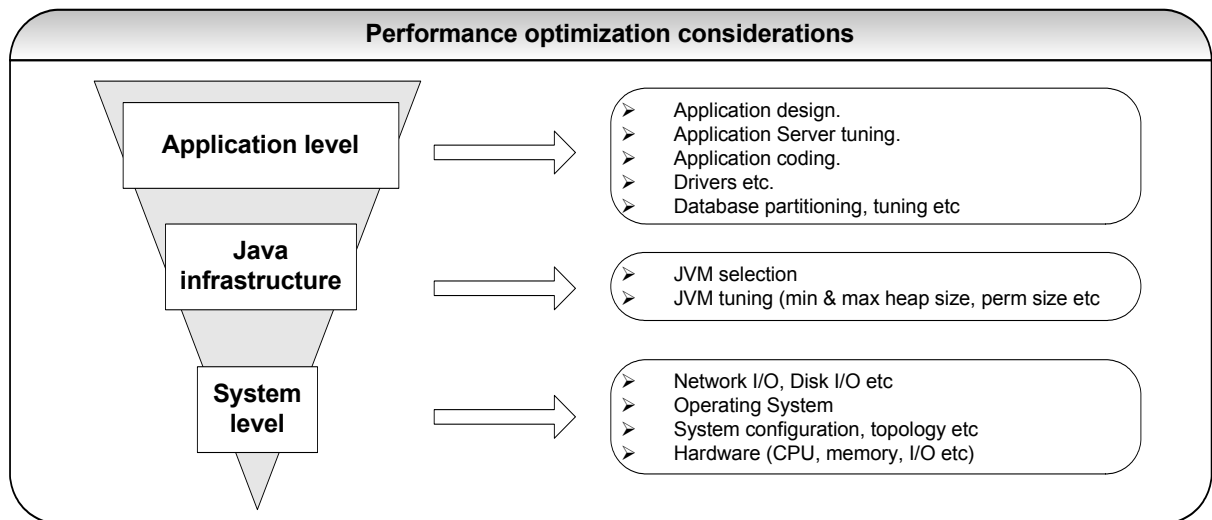 Performance optimization considerations
Application level
➢ Application design.
➢ Application Server tuning.
➢ Application coding.
➢ Drivers etc.
➢ Database partitioning, tuning etc
Java
infrastructure
➢ JVM selection
➢ JVM tuning (min & max heap size, perm size etc
System
level
➢ Network I/O, Disk I/O etc
➢ Operating System
➢ System configuration, topology etc
➢ Hardware (CPU, memory, I/O etc)